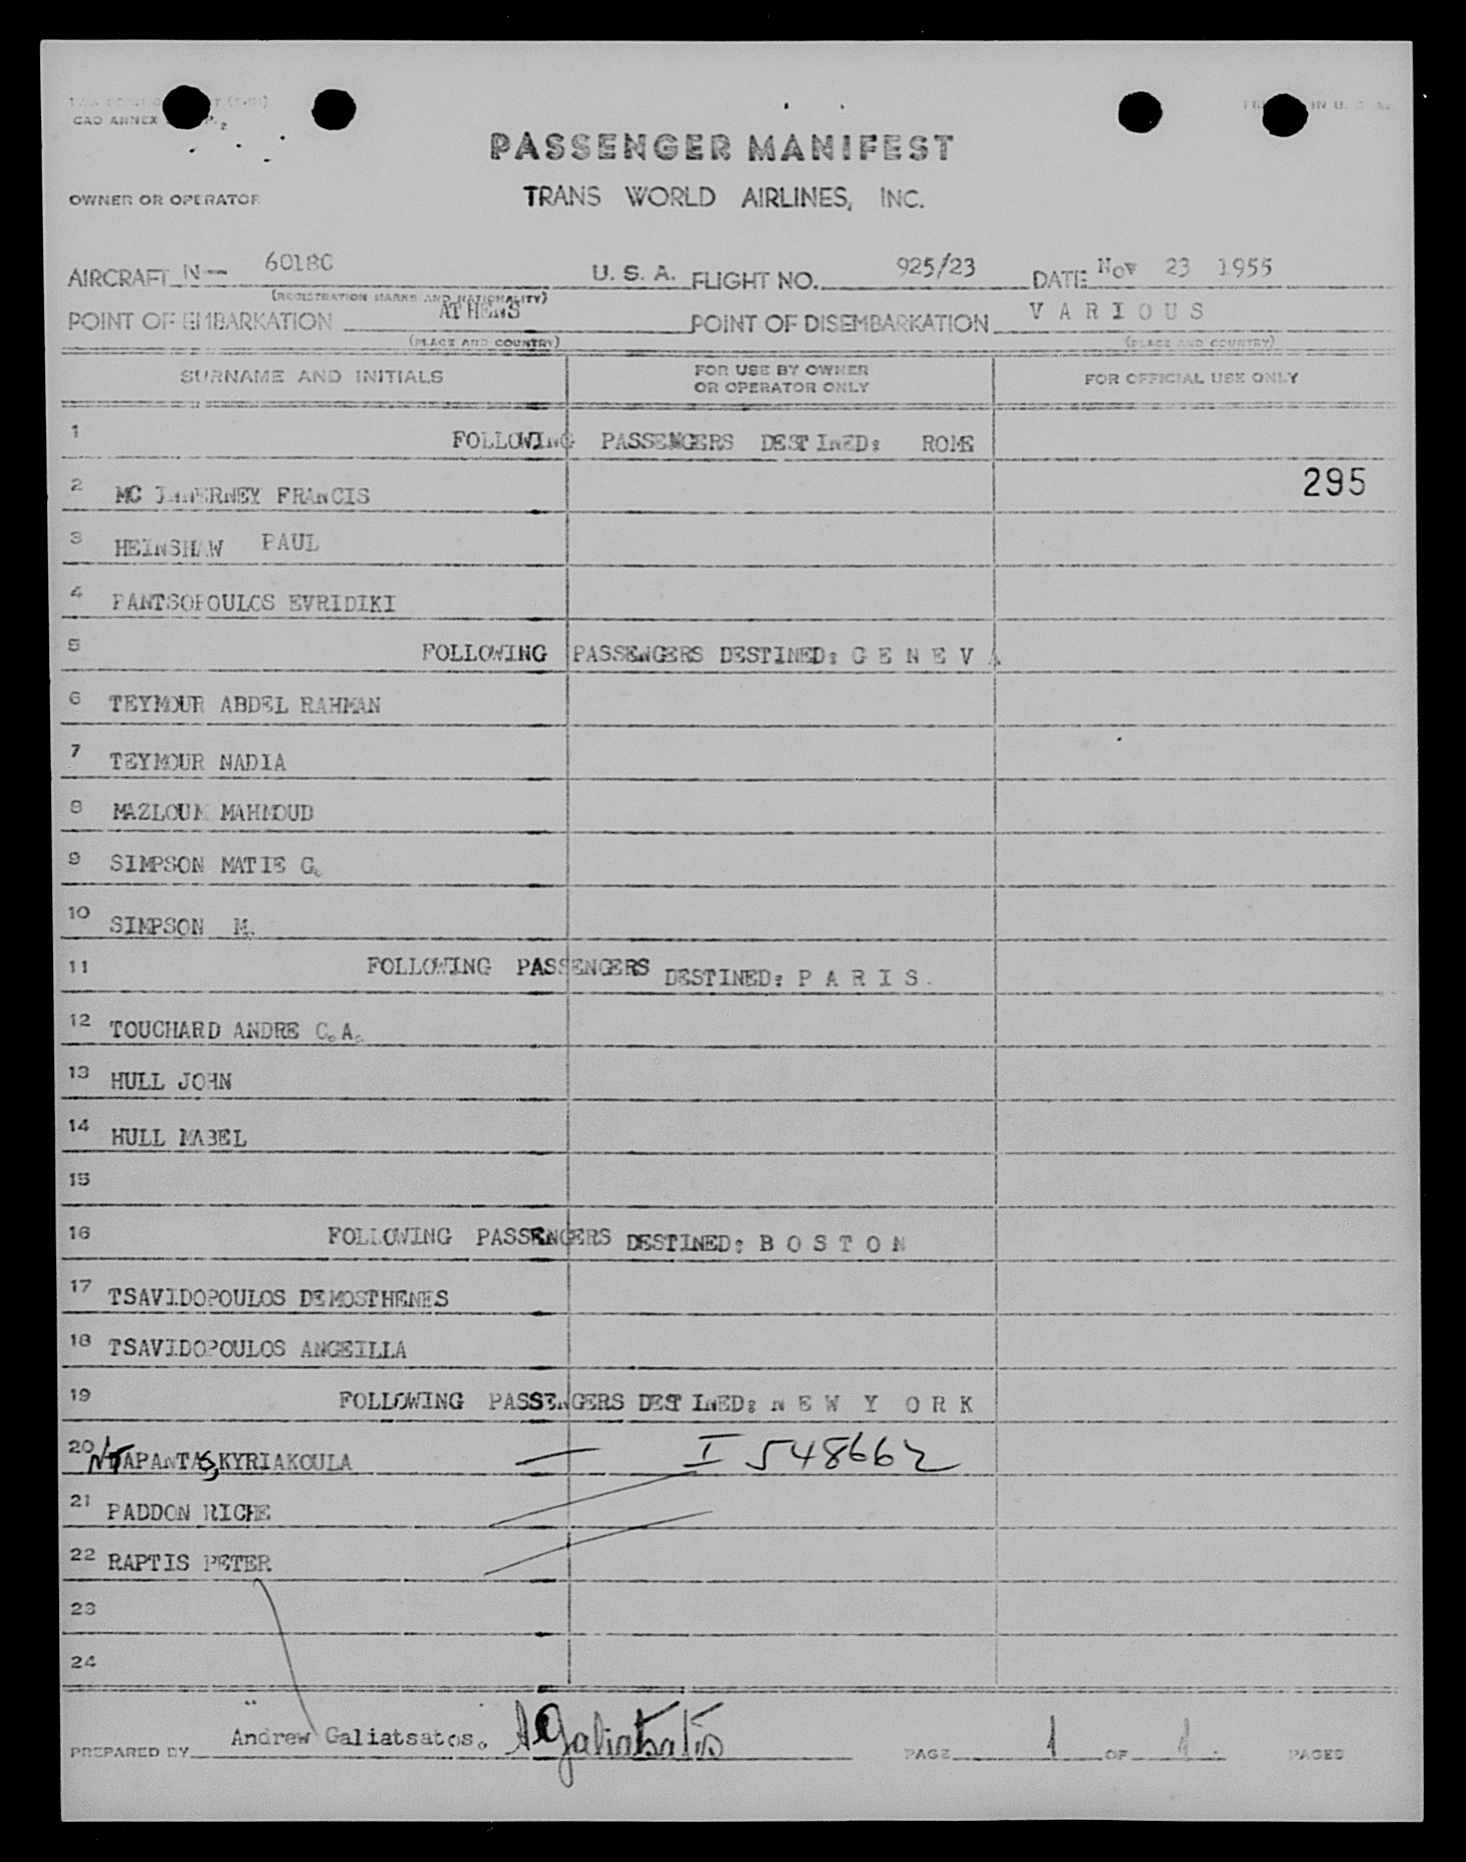 CAO ANNEX
PASSENGER MANIFEST
OWNER OR OPERATOR TRANS WORLD AIRLINES, INC.
AIRCRAFT N- 6018C U. S. A. FLIGHT NO. 925/23 DATE Nov 23 1955
(REGISTRATION MARKS AND NATIONALITY)
POINT OF EMBARKATION ATHENS POINT OF DISEMBARKATION V A R I O U S
(PLACE AND COUNTRY) (PLACE AND COUNTRY)
SURNAME AND INITIALS FOR USE BY OWNER OR OPERATOR ONLY FOR OFFICIAL USE ONLY
1 FOLLOWING PASSENGERS DESTINED: ROME
2 MC INNERNEY FRANCIS 295
3 HEINSHAW PAUL
4 PANTSOPOULOS EVRIDIKI
5 FOLLOWING PASSENGERS DESTINED: G E N E V A
6 TEYMOUR ABDEL RAHMAN
7 TEYMOUR NADIA
8 MAZLOUM MAHMOUD
9 SIMPSON MATIE G.
10 SIMPSON M.
11 FOLLOWING PASSENGERS DESTINED: P A R I S.
12 TOUCHARD ANDRE C.A.
13 HULL JOHN
14 HULL MABEL
15
16 FOLLOWING PASSENGERS DESTINED: B O S T O N
17 TSAVIDOPOULOS DEMOSTHENES
18 TSAVIDOPOULOS ANGEILLA
19 FOLLOWING PASSENGERS DESTINED: N E W Y O R K
20 KYRIAKOULA — I 548662
21 PADDON RICHE
22 RAPTIS PETER
23
24
PREPARED BY Andrew Galiatsatos. AGaliatsatos PAGE 1 OF 1. PAGES